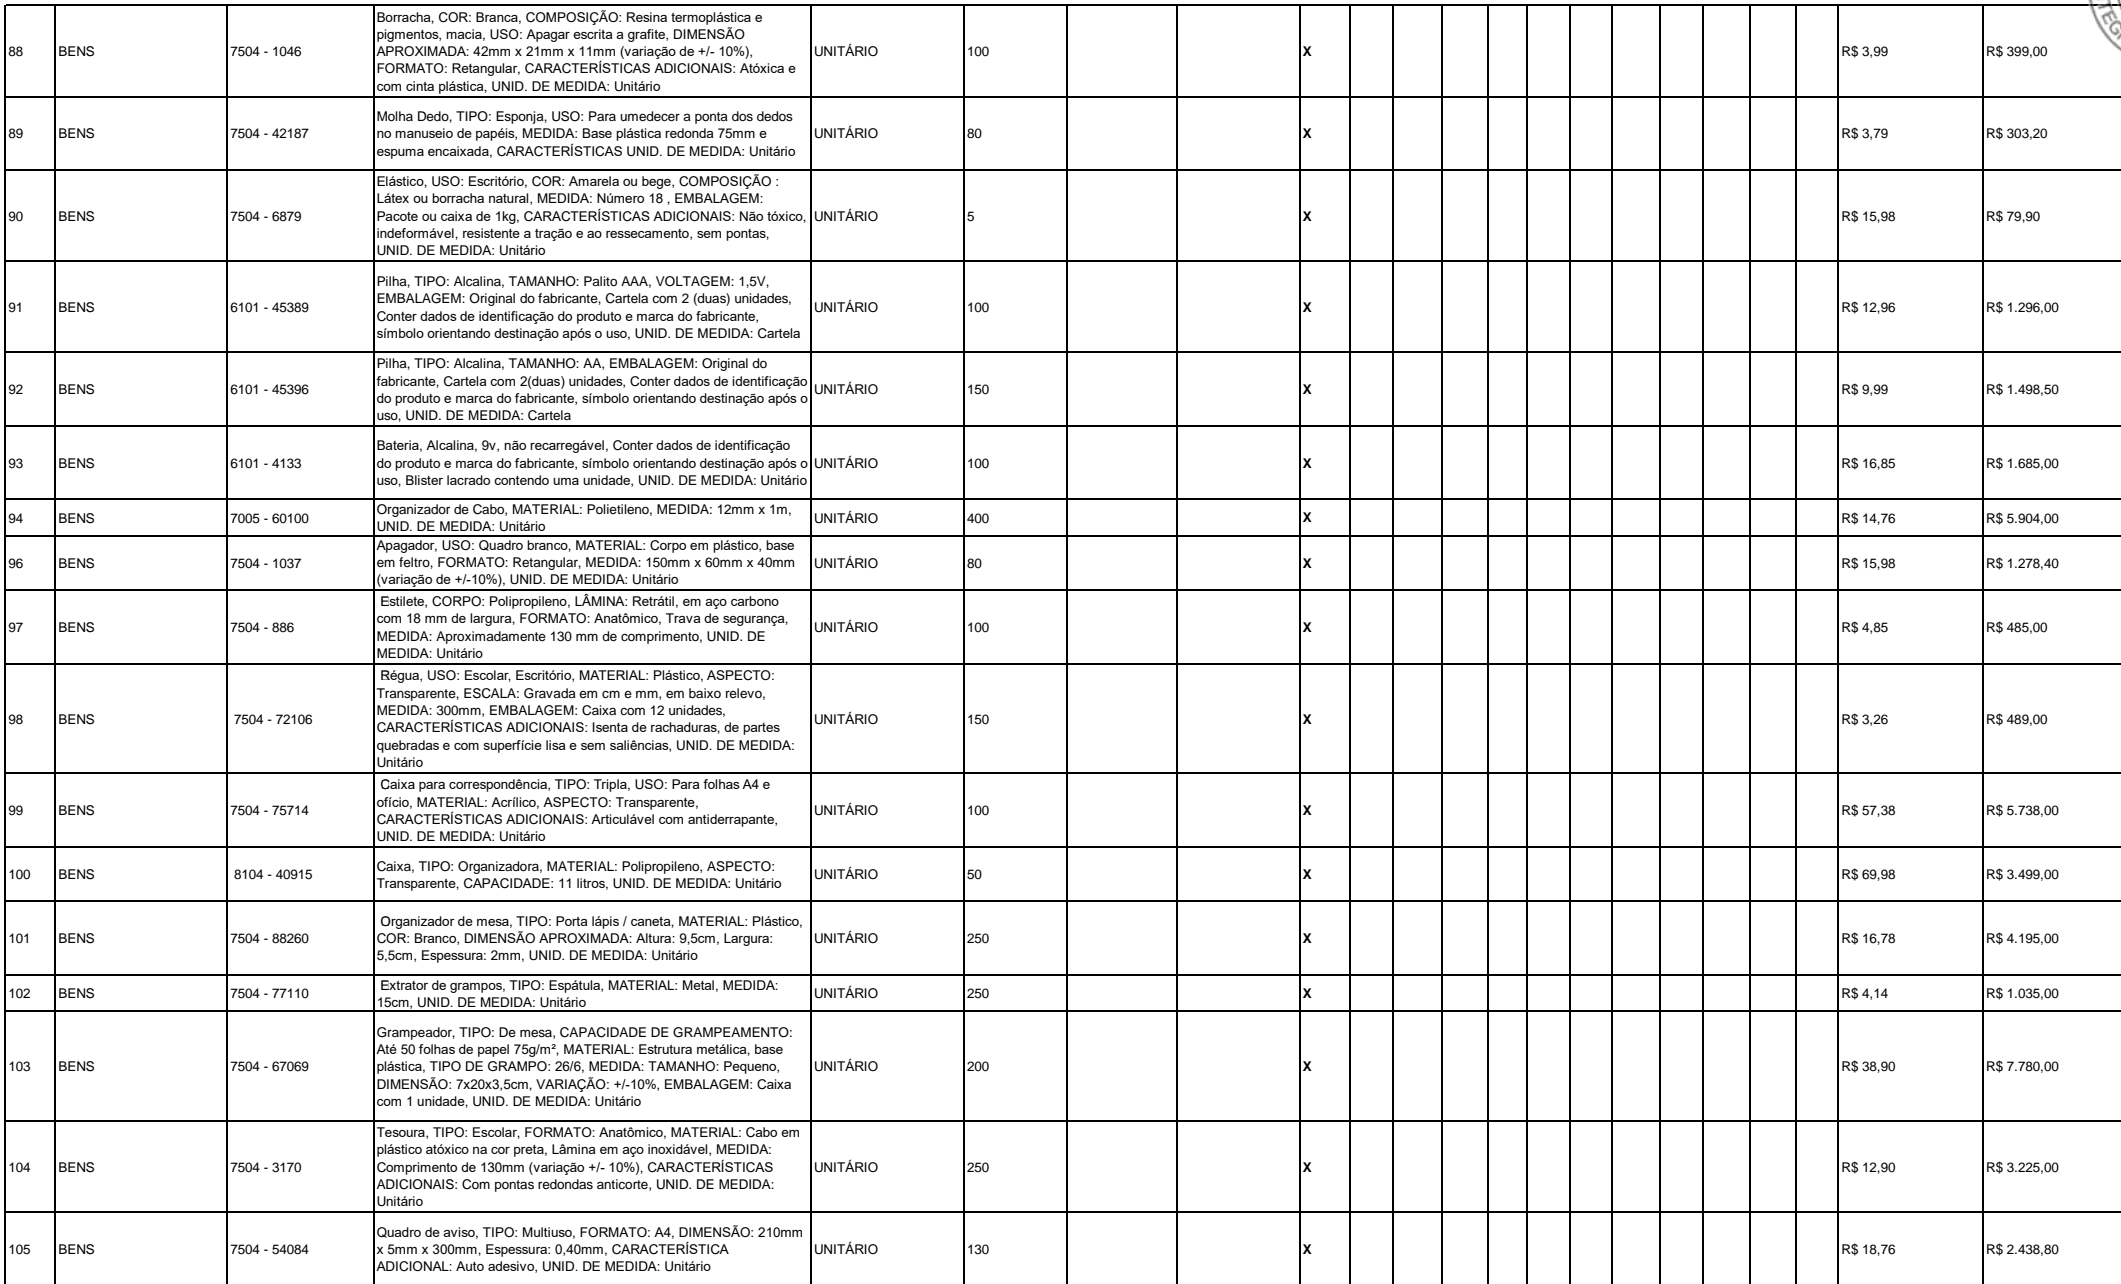 Borracha, COR: Branca, COMPOSIÇÃO: Resina termoplástica e
pigmentos, macia, USO: Apagar escrita a grafite, DIMENSÃO
88 BENS 7504 - 1046 APROXIMADA: 42mm x 21mm x 11mm (variação de +/- 10%), UNITÁRIO 100 X R$ 3,99 R$ 399,00
FORMATO: Retangular, CARACTERÍSTICAS ADICIONAIS: Atóxica e
com cinta plástica, UNID. DE MEDIDA: Unitário
Molha Dedo, TIPO: Esponja, USO: Para umedecer a ponta dos dedos
89 BENS 7504 - 42187 no manuseio de papéis, MEDIDA: Base plástica redonda 75mm e UNITÁRIO 80 X R$ 3,79 R$ 303,20
espuma encaixada, CARACTERÍSTICAS UNID. DE MEDIDA: Unitário
Elástico, USO: Escritório, COR: Amarela ou bege, COMPOSIÇÃO :
Látex ou borracha natural, MEDIDA: Número 18 , EMBALAGEM:
90 BENS 7504 - 6879 Pacote ou caixa de 1kg, CARACTERÍSTICAS ADICIONAIS: Não tóxico, UNITÁRIO 5 X R$ 15,98 R$ 79,90
indeformável, resistente a tração e ao ressecamento, sem pontas,
UNID. DE MEDIDA: Unitário
Pilha, TIPO: Alcalina, TAMANHO: Palito AAA, VOLTAGEM: 1,5V,
EMBALAGEM: Original do fabricante, Cartela com 2 (duas) unidades,
91 BENS 6101 - 45389 Conter dados de identificação do produto e marca do fabricante, UNITÁRIO 100 X R$ 12,96 R$ 1.296,00
símbolo orientando destinação após o uso, UNID. DE MEDIDA: Cartela
Pilha, TIPO: Alcalina, TAMANHO: AA, EMBALAGEM: Original do
fabricante, Cartela com 2(duas) unidades, Conter dados de identificação
92 BENS 6101 - 45396 do produto e marca do fabricante, símbolo orientando destinação após o UNITÁRIO 150 X R$ 9,99 R$ 1.498,50
uso, UNID. DE MEDIDA: Cartela
Bateria, Alcalina, 9v, não recarregável, Conter dados de identificação
93 BENS 6101 - 4133 do produto e marca do fabricante, símbolo orientando destinação após o UNITÁRIO 100 X R$ 16,85 R$ 1.685,00
uso, Blister lacrado contendo uma unidade, UNID. DE MEDIDA: Unitário
94 BENS 7005 - 60100 Organizador de Cabo, MATERIAL: Polietileno, MEDIDA: 12mm x 1m, UNITÁRIO 400 X R$ 14,76 R$ 5.904,00
UNID. DE MEDIDA: Unitário
Apagador, USO: Quadro branco, MATERIAL: Corpo em plástico, base
96 BENS 7504 - 1037 em feltro, FORMATO: Retangular, MEDIDA: 150mm x 60mm x 40mm UNITÁRIO 80 X R$ 15,98 R$ 1.278,40
(variação de +/-10%), UNID. DE MEDIDA: Unitário
Estilete, CORPO: Polipropileno, LÂMINA: Retrátil, em aço carbono
com 18 mm de largura, FORMATO: Anatômico, Trava de segurança,
97 BENS 7504 - 886 MEDIDA: Aproximadamente 130 mm de comprimento, UNID. DE UNITÁRIO 100 X R$ 4,85 R$ 485,00
MEDIDA: Unitário
Régua, USO: Escolar, Escritório, MATERIAL: Plástico, ASPECTO:
Transparente, ESCALA: Gravada em cm e mm, em baixo relevo,
MEDIDA: 300mm, EMBALAGEM: Caixa com 12 unidades,
98 BENS 7504 - 72106 CARACTERÍSTICAS ADICIONAIS: Isenta de rachaduras, de partes UNITÁRIO 150 X R$ 3,26 R$ 489,00
quebradas e com superfície lisa e sem saliências, UNID. DE MEDIDA:
Unitário
Caixa para correspondência, TIPO: Tripla, USO: Para folhas A4 e
ofício, MATERIAL: Acrílico, ASPECTO: Transparente,
99 BENS 7504 - 75714 CARACTERÍSTICAS ADICIONAIS: Articulável com antiderrapante, UNITÁRIO 100 X R$ 57,38 R$ 5.738,00
UNID. DE MEDIDA: Unitário
100 BENS 8104 - 40915 Caixa, TIPO: Organizadora, MATERIAL: Polipropileno, ASPECTO: UNITÁRIO 50 X R$ 69,98 R$ 3.499,00
Transparente, CAPACIDADE: 11 litros, UNID. DE MEDIDA: Unitário
Organizador de mesa, TIPO: Porta lápis / caneta, MATERIAL: Plástico,
101 BENS 7504 - 88260 COR: Branco, DIMENSÃO APROXIMADA: Altura: 9,5cm, Largura: UNITÁRIO 250 X R$ 16,78 R$ 4.195,00
5,5cm, Espessura: 2mm, UNID. DE MEDIDA: Unitário
102 BENS 7504 - 77110 Extrator de grampos, TIPO: Espátula, MATERIAL: Metal, MEDIDA: UNITÁRIO 250 X R$ 4,14 R$ 1.035,00
15cm, UNID. DE MEDIDA: Unitário
Grampeador, TIPO: De mesa, CAPACIDADE DE GRAMPEAMENTO:
Até 50 folhas de papel 75g/m², MATERIAL: Estrutura metálica, base
103 BENS 7504 - 67069 plástica, TIPO DE GRAMPO: 26/6, MEDIDA: TAMANHO: Pequeno, UNITÁRIO 200 X R$ 38,90 R$ 7.780,00
DIMENSÃO: 7x20x3,5cm, VARIAÇÃO: +/-10%, EMBALAGEM: Caixa
com 1 unidade, UNID. DE MEDIDA: Unitário
Tesoura, TIPO: Escolar, FORMATO: Anatômico, MATERIAL: Cabo em
plástico atóxico na cor preta, Lâmina em aço inoxidável, MEDIDA:
104 BENS 7504 - 3170 Comprimento de 130mm (variação +/- 10%), CARACTERÍSTICAS UNITÁRIO 250 X R$ 12,90 R$ 3.225,00
ADICIONAIS: Com pontas redondas anticorte, UNID. DE MEDIDA:
Unitário
Quadro de aviso, TIPO: Multiuso, FORMATO: A4, DIMENSÃO: 210mm
105 BENS 7504 - 54084 x 5mm x 300mm, Espessura: 0,40mm, CARACTERÍSTICA UNITÁRIO 130 X R$ 18,76 R$ 2.438,80
ADICIONAL: Auto adesivo, UNID. DE MEDIDA: Unitário